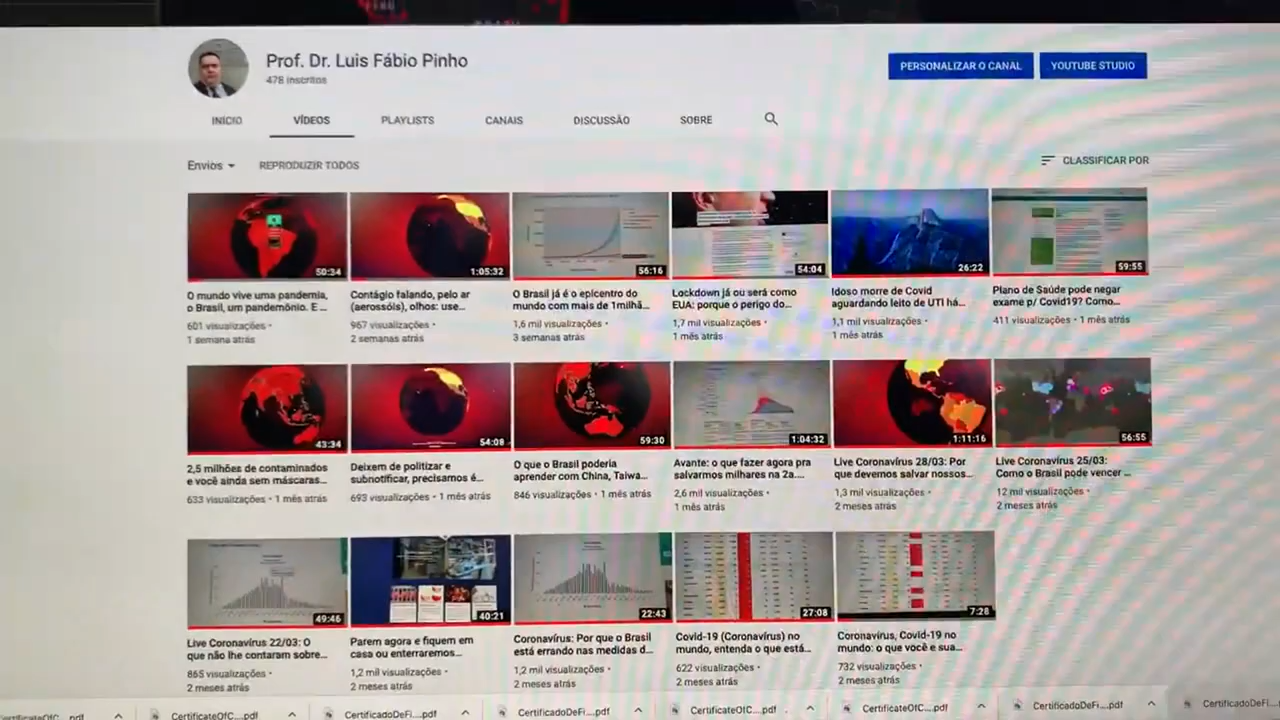 Prof. Dr. Luis Fábio Pinho
478 inscritos
PERSONALIZAR O CANAL
YOUTUBE STUDIO
INÍCIO
VÍDEOS
PLAYLISTS
CANAIS
DISCUSSÃO
SOBRE
Envios
REPRODUZIR TODOS
CLASSIFICAR POR
50:34
1:05:32
56:16
54:04
26:22
59:55
O mundo vive uma pandemia,
o Brasil, um pandemônio. E ...
601 visualizações •
1 semana atrás
Contágio falando, pelo ar
(aerossóis), olhos: use...
967 visualizações •
2 semanas atrás
O Brasil já é o epicentro do
mundo com mais de 1milhã...
1,6 mil visualizações •
3 semanas atrás
Lockdown já ou será como
EUA: porque o perigo do...
1,7 mil visualizações •
1 mês atrás
Idoso morre de Covid
aguardando leito de UTI há...
1,1 mil visualizações •
1 mês atrás
Plano de Saúde pode negar
exame p/ Covid19? Como...
411 visualizações • 1 mês atrás
43:34
54:08
59:30
1:04:32
1:11:16
56:55
2,5 milhões de contaminados
e você ainda sem máscaras...
633 visualizações • 1 mês atrás
Deixem de politizar e
subnotificar, precisamos é...
693 visualizações • 1 mês atrás
O que o Brasil poderia
aprender com China, Taiwa...
846 visualizações • 1 mês atrás
Avante: o que fazer agora pra
salvarmos milhares na 2a....
2,6 mil visualizações •
1 mês atrás
Live Coronavírus 28/03: Por
que devemos salvar nossos...
1,3 mil visualizações •
2 meses atrás
Live Coronavírus 25/03:
Como o Brasil pode vencer ...
12 mil visualizações •
2 meses atrás
49:46
40:21
22:43
27:08
7:28
Live Coronavírus 22/03: O
que não lhe contaram sobre...
865 visualizações •
2 meses atrás
Parem agora e fiquem em
casa ou enterraremos...
1,2 mil visualizações •
2 meses atrás
Coronavírus: Por que o Brasil
está errando nas medidas d...
1,2 mil visualizações •
2 meses atrás
Covid-19 (Coronavírus) no
mundo, entenda o que está...
622 visualizações •
2 meses atrás
Coronavírus, Covid-19 no
mundo: o que você e sua...
732 visualizações •
2 meses atrás
CertificateOfC....pdf
CertificadoDeFi....pdf
CertificadoDeFi....pdf
CertificateOfC....pdf
CertificateOfC....pdf
CertificadoDeFi....pdf
CertificadoDeFi...